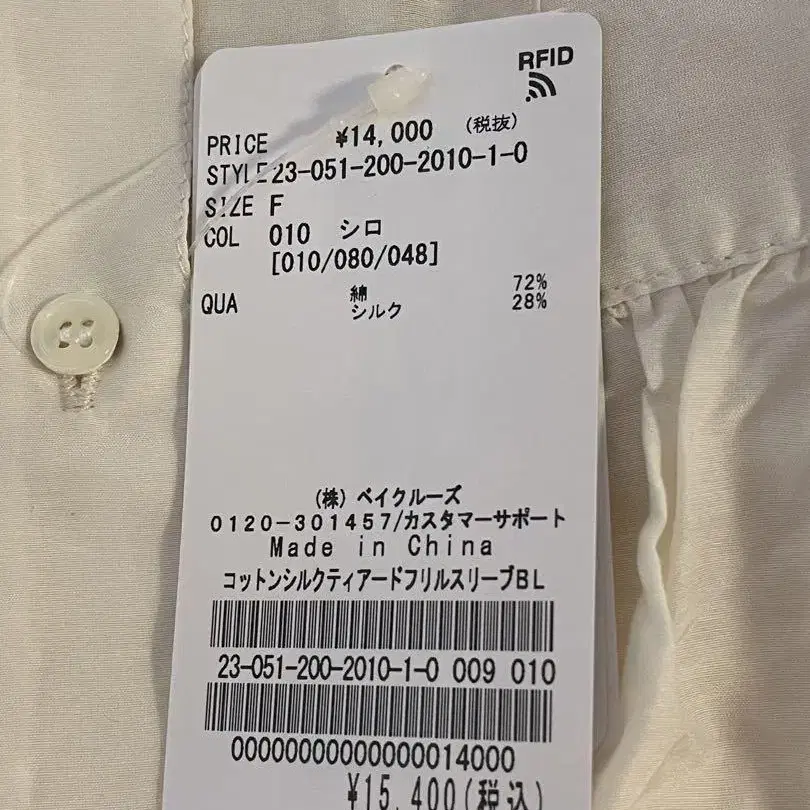 RFID
PRICE ¥14,000 (税抜)
STYLE 23-051-200-2010-1-0
SIZE F
COL 010 シロ
[010/080/048]
QUA 綿 72%
シルク 28%
(株) ベイクルーズ
0120-301457/カスタマーサポート
Made in China
コットンシルクティアードフリルスリーブBL
23-051-200-2010-1-0 009 010
0000000000000014000
¥15,400(税込)